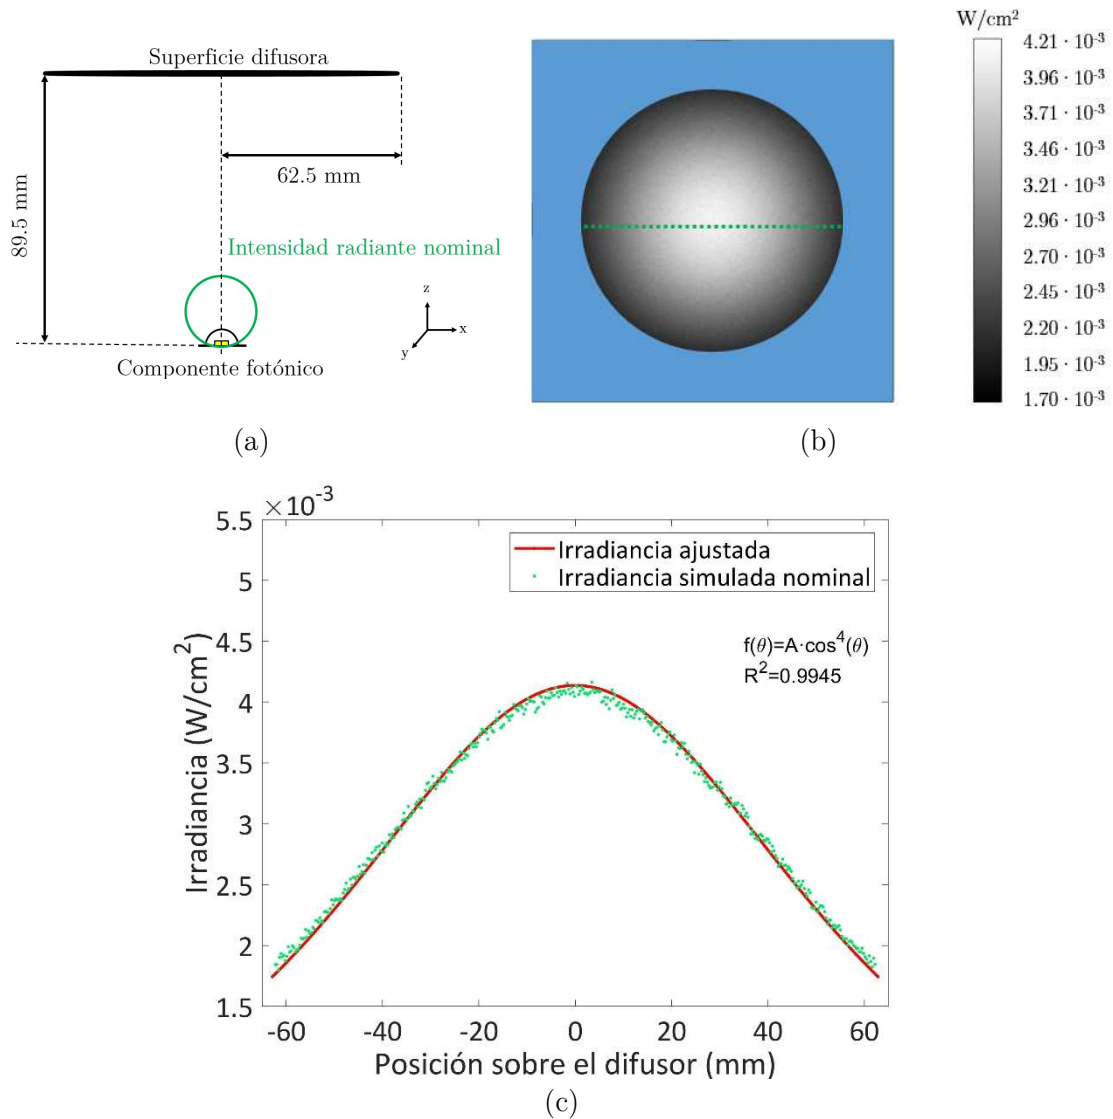 Superficie difusora
62.5 mm
89.5 mm
Intensidad radiante nominal
z
x
y
Componente fotónico
(a)
W/cm²
4.21 · 10⁻³
3.96 · 10⁻³
3.71 · 10⁻³
3.46 · 10⁻³
3.21 · 10⁻³
2.96 · 10⁻³
2.70 · 10⁻³
2.45 · 10⁻³
2.20 · 10⁻³
1.95 · 10⁻³
1.70 · 10⁻³
(b)
×10⁻³
5.5
5
4.5
4
3.5
3
2.5
2
1.5
Irradiancia (W/cm²)
Irradiancia ajustada
Irradiancia simulada nominal
f(θ)=A·cos⁴(θ)
R²=0.9945
-60 -40 -20 0 20 40 60
Posición sobre el difusor (mm)
(c)